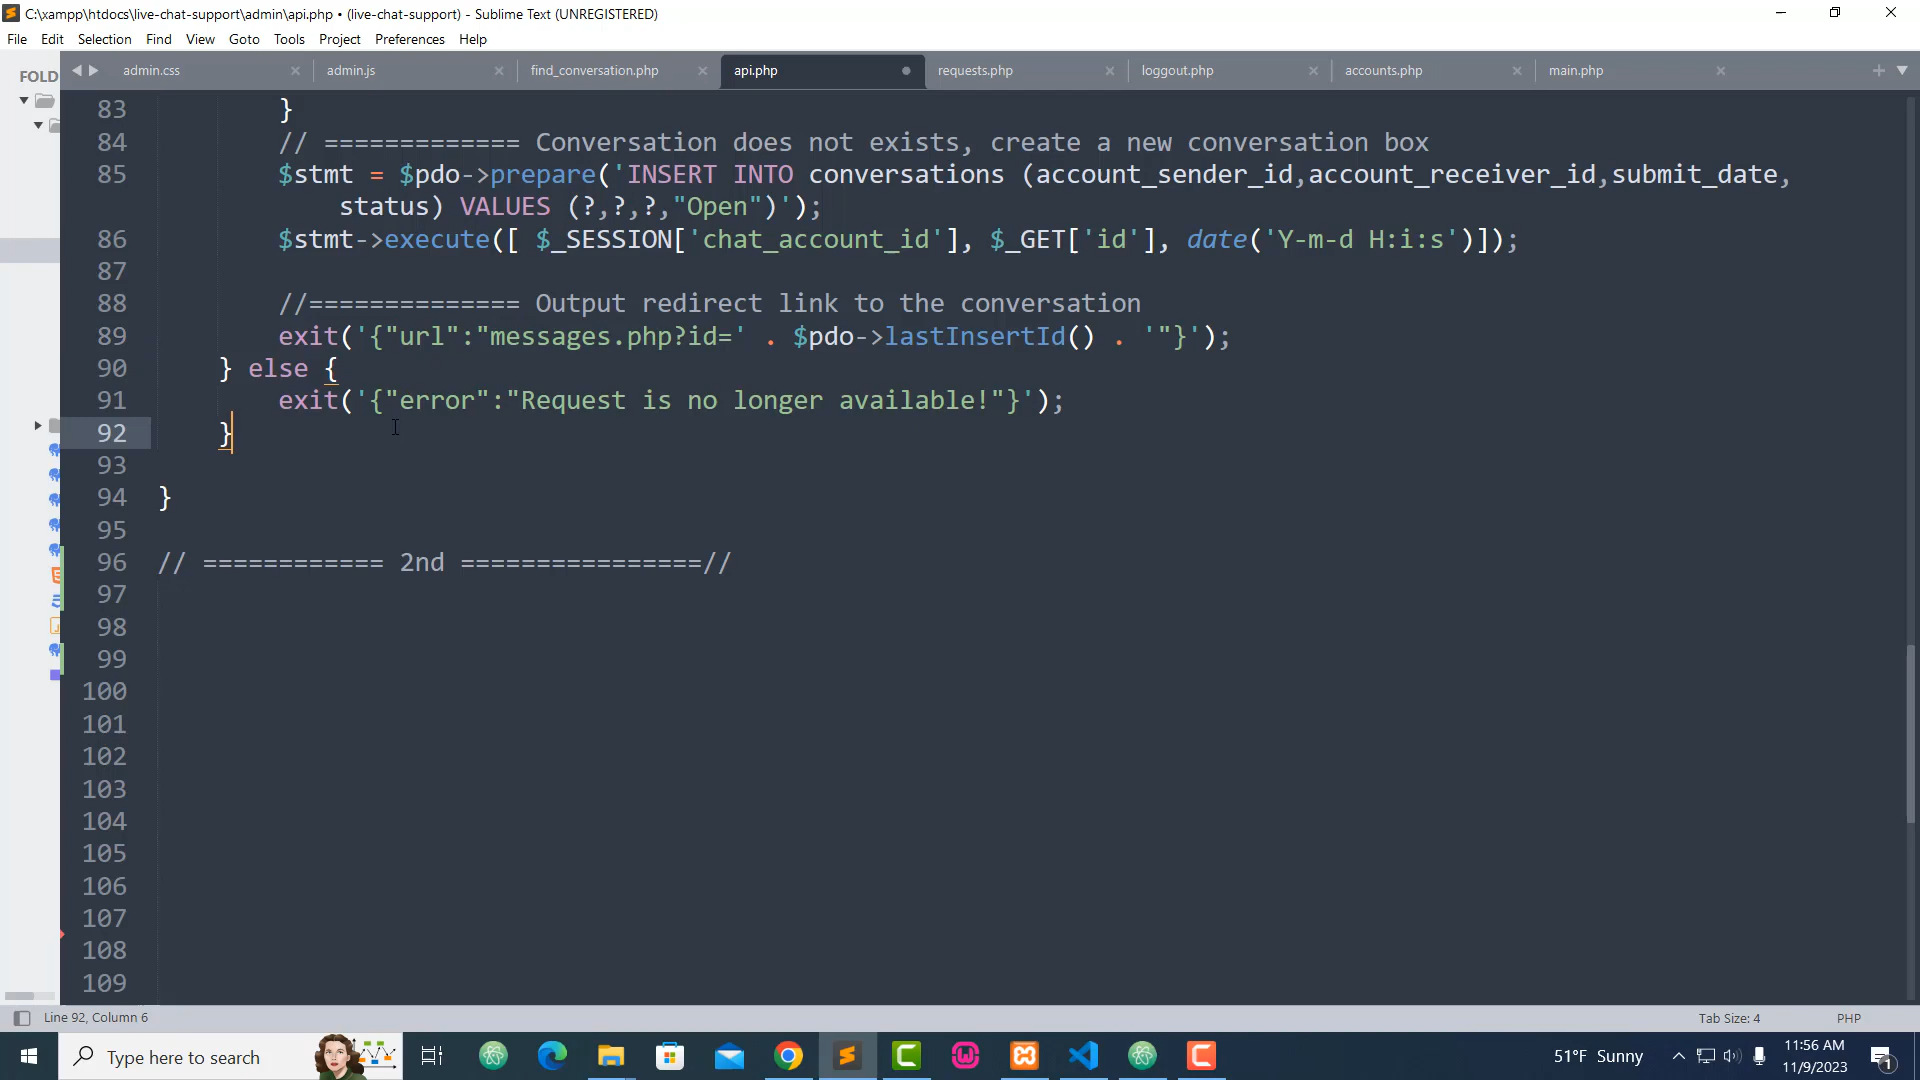 C:\xampp\htdocs\live-chat-support\admin\api.php • (live-chat-support) - Sublime Text (UNREGISTERED)
File Edit Selection Find View Goto Tools Project Preferences Help
FOLD
admin.css admin.js find_conversation.php api.php requests.php loggout.php accounts.php main.php
83 }
84 // ============= Conversation does not exists, create a new conversation box
85 $stmt = $pdo->prepare('INSERT INTO conversations (account_sender_id,account_receiver_id,submit_date,
status) VALUES (?,?,?,"Open")');
86 $stmt->execute([ $_SESSION['chat_account_id'], $_GET['id'], date('Y-m-d H:i:s')]);
87
88 //============== Output redirect link to the conversation
89 exit('{"url":"messages.php?id=' . $pdo->lastInsertId() . '"}');
90 } else {
91 exit('{"error":"Request is no longer available!"}');
92 }
93
94 }
95
96 // ============ 2nd ================//
97
98
99
100
101
102
103
104
105
106
107
108
109
Line 92, Column 6 Tab Size: 4 PHP
Type here to search 51°F Sunny 11:56 AM
11/9/2023 1